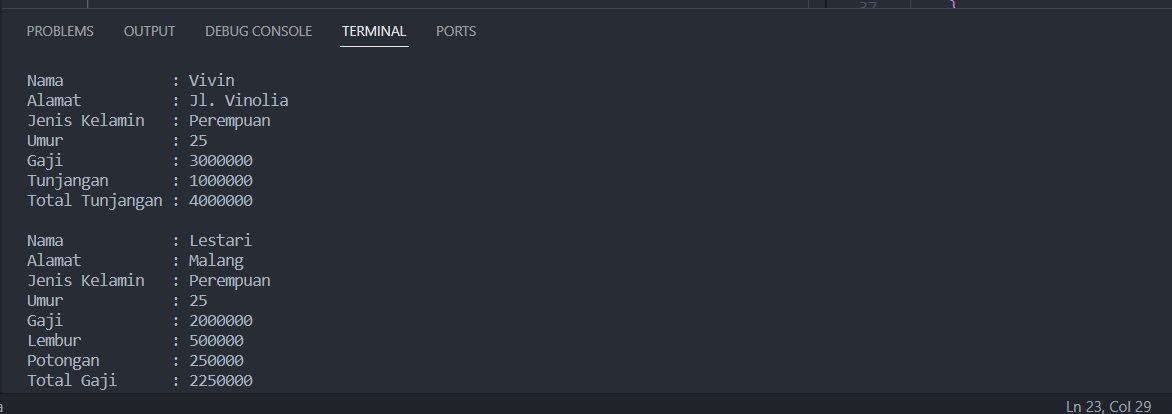 37 }
PROBLEMS OUTPUT DEBUG CONSOLE TERMINAL PORTS
Nama : Vivin
Alamat : Jl. Vinolia
Jenis Kelamin : Perempuan
Umur : 25
Gaji : 3000000
Tunjangan : 1000000
Total Tunjangan : 4000000
Nama : Lestari
Alamat : Malang
Jenis Kelamin : Perempuan
Umur : 25
Gaji : 2000000
Lembur : 500000
Potongan : 250000
Total Gaji : 2250000
Ln 23, Col 29